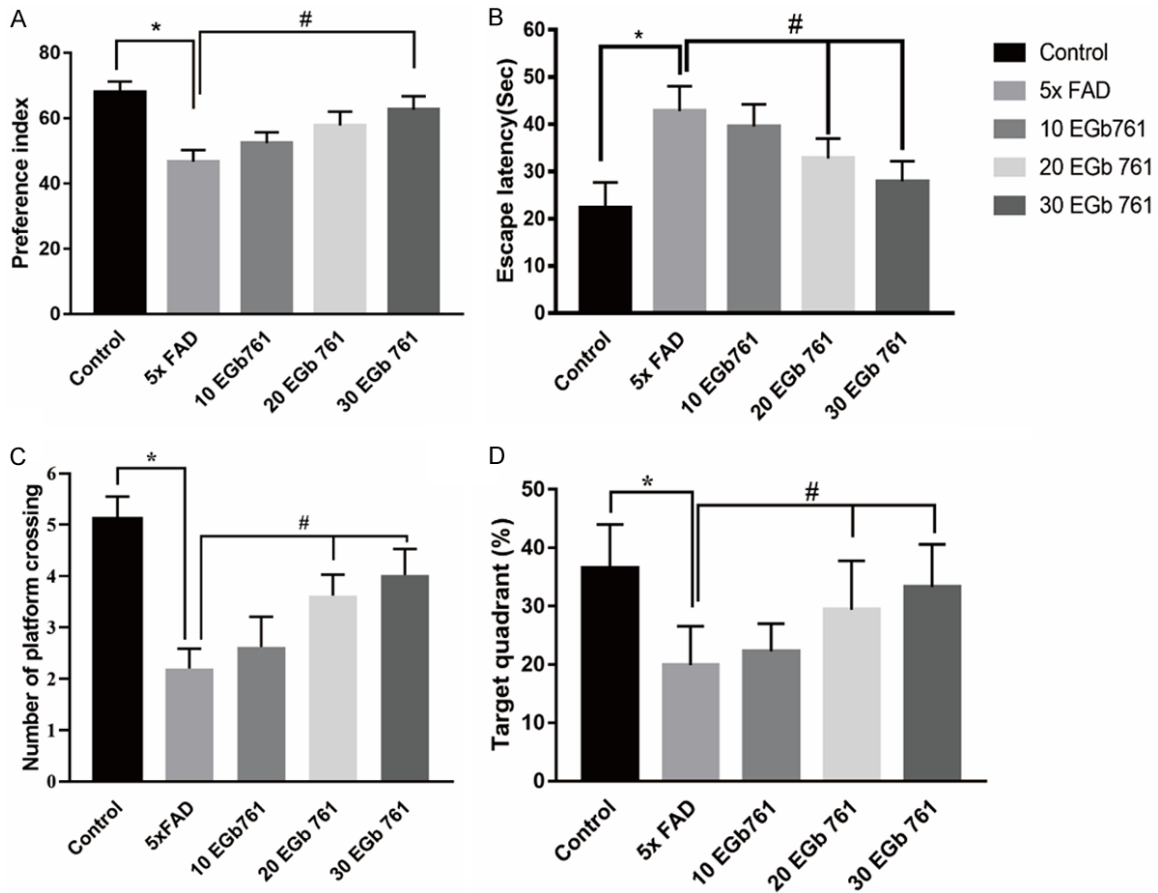 A
*
#
Preference index
80
60
40
20
0
Control
5x FAD
10 EGb761
20 EGb 761
30 EGb 761
B
*
#
Escape latency(Sec)
60
50
40
30
20
10
0
Control
5x FAD
10 EGb761
20 EGb 761
30 EGb 761
Control
5x FAD
10 EGb761
20 EGb 761
30 EGb 761
C
*
#
Number of platform crossing
6
5
4
3
2
1
0
Control
5xFAD
10 EGb761
20 EGb 761
30 EGb 761
D
*
#
Target quadrant (%)
50
40
30
20
10
0
Control
5x FAD
10 EGb761
20 EGb 761
30 EGb 761